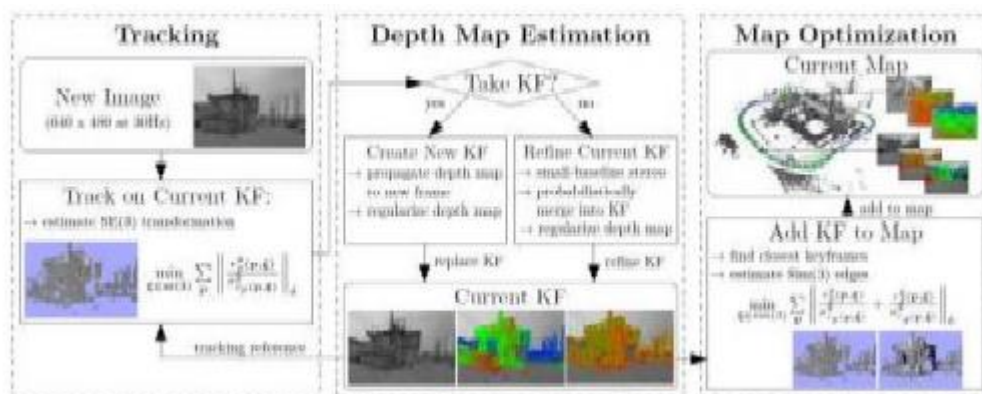 Tracking
New Image
(640 x 480 at 30Hz)
Track on Current KF:
→ estimate SE(3) transformation
Depth Map Estimation
Take KF?
yes
no
Create New KF
→ propagate depth map
to new frame
→ regularize depth map
Refine Current KF
→ small-baseline stereo
→ probabilistically
merge into KF
→ regularize depth map
replace KF
refine KF
Current KF
tracking reference
Map Optimization
Current Map
add to map
Add KF to Map
→ find closest keyframes
→ estimate Sim(3) edges